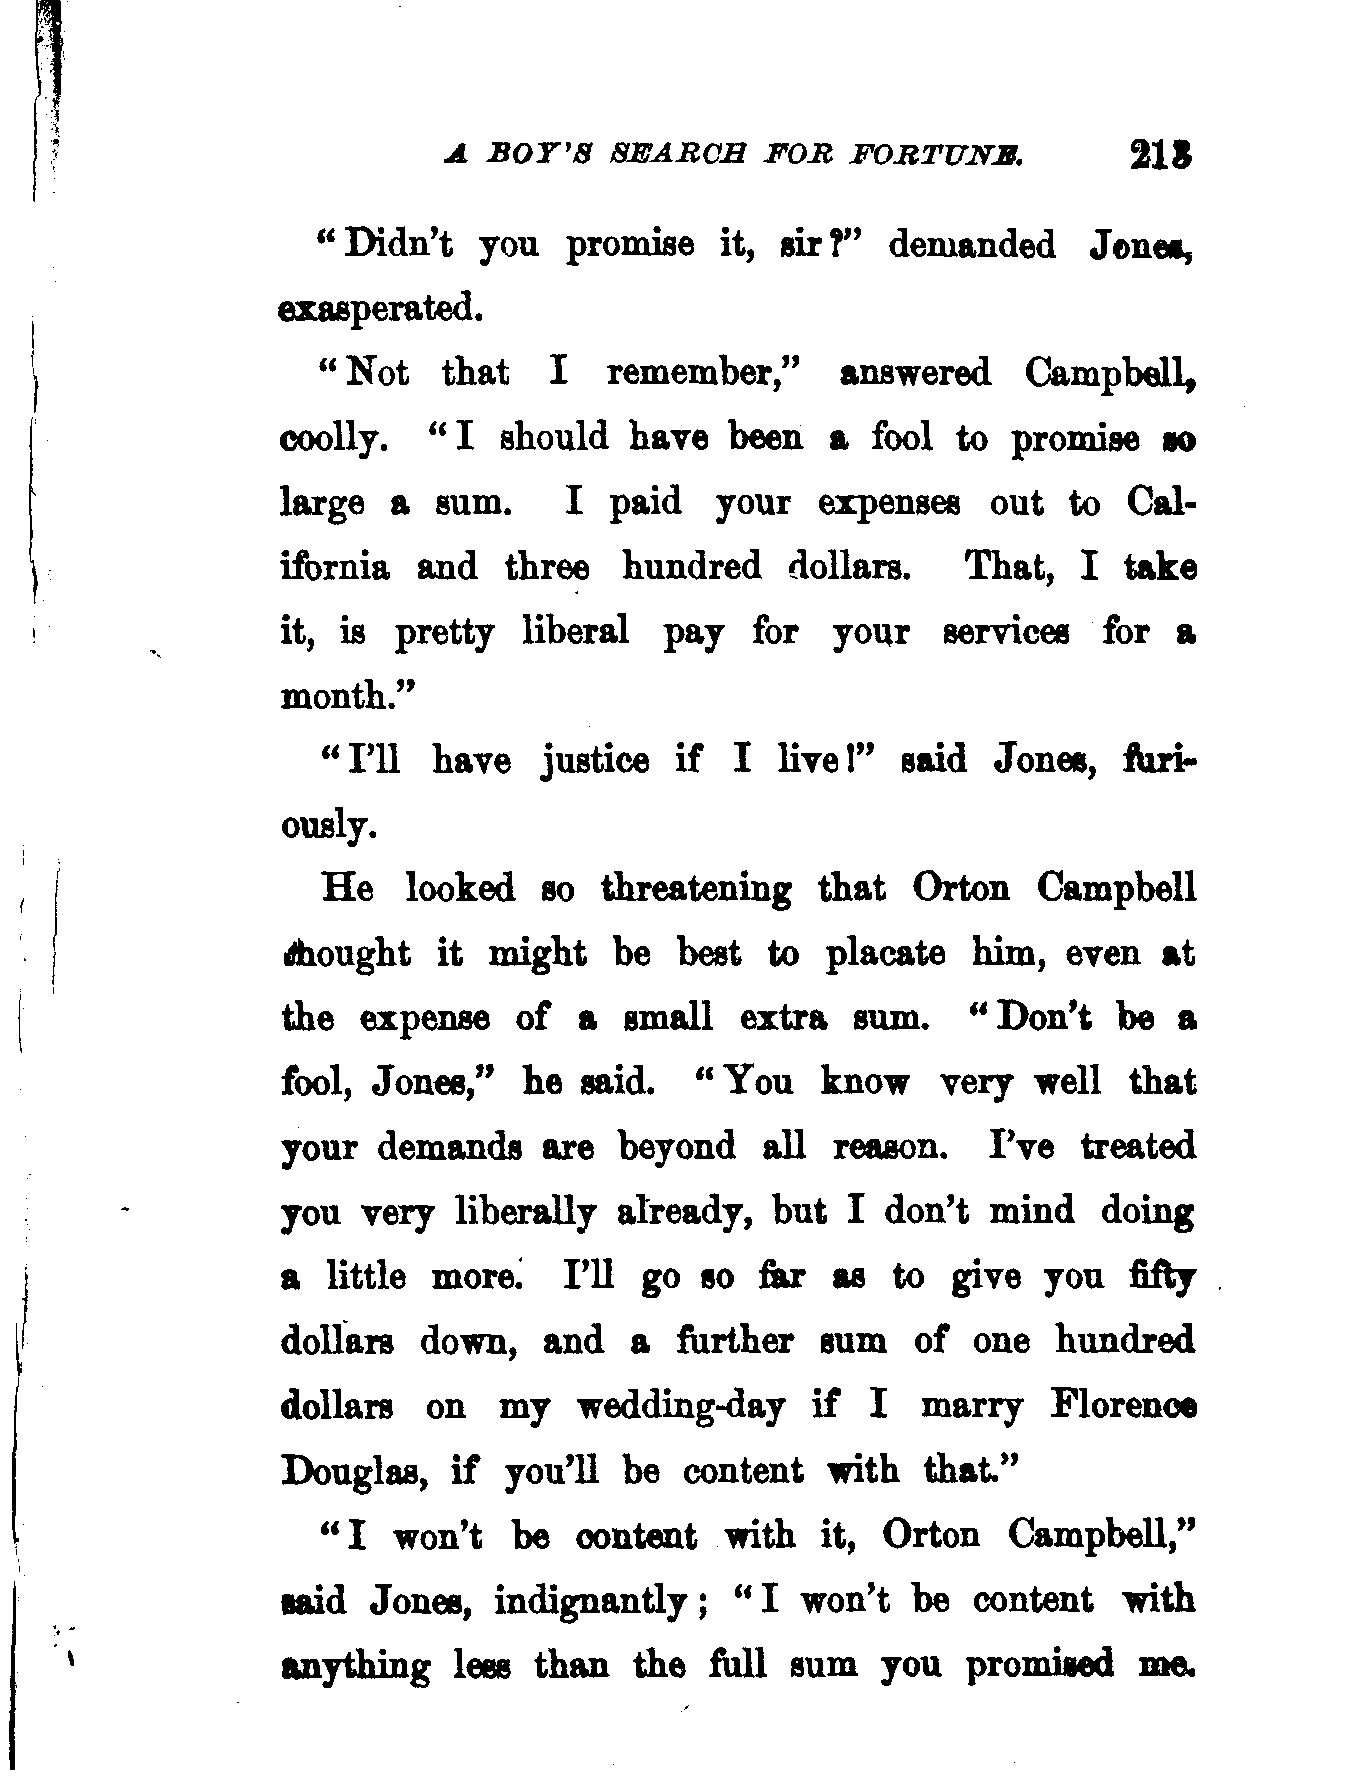 A BOY'S SEARCH FOR FORTUNE. 213
"Didn't you promise it, sir?" demanded Jones,
exasperated.
"Not that I remember," answered Campbell,
coolly. "I should have been a fool to promise so
large a sum. I paid your expenses out to Cal-
ifornia and three hundred dollars. That, I take
it, is pretty liberal pay for your services for a
month."
"I'll have justice if I live!" said Jones, furi-
ously.
He looked so threatening that Orton Campbell
thought it might be best to placate him, even at
the expense of a small extra sum. "Don't be a
fool, Jones," he said. "You know very well that
your demands are beyond all reason. I've treated
you very liberally already, but I don't mind doing
a little more. I'll go so far as to give you fifty
dollars down, and a further sum of one hundred
dollars on my wedding-day if I marry Florence
Douglas, if you'll be content with that."
"I won't be content with it, Orton Campbell,"
said Jones, indignantly; "I won't be content with
anything less than the full sum you promised me.